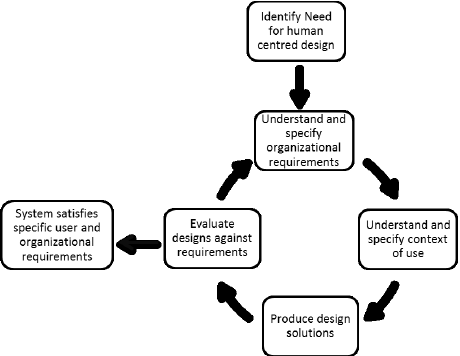 Identify Need
for human
centred design
Understand and
specify
organizational
requirements
System satisfies
specific user and
organizational
requirements
Evaluate
designs against
requirements
Understand and
specify context
of use
Produce design
solutions